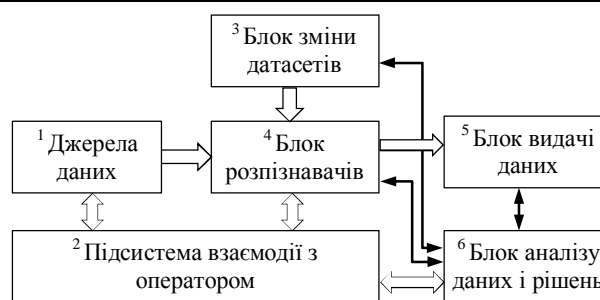 3 Блок зміни
датасетів
1 Джерела
даних
4 Блок
розпізнавачів
5 Блок видачі
даних
2 Підсистема взаємодії з
оператором
6 Блок аналізу
даних і рішень